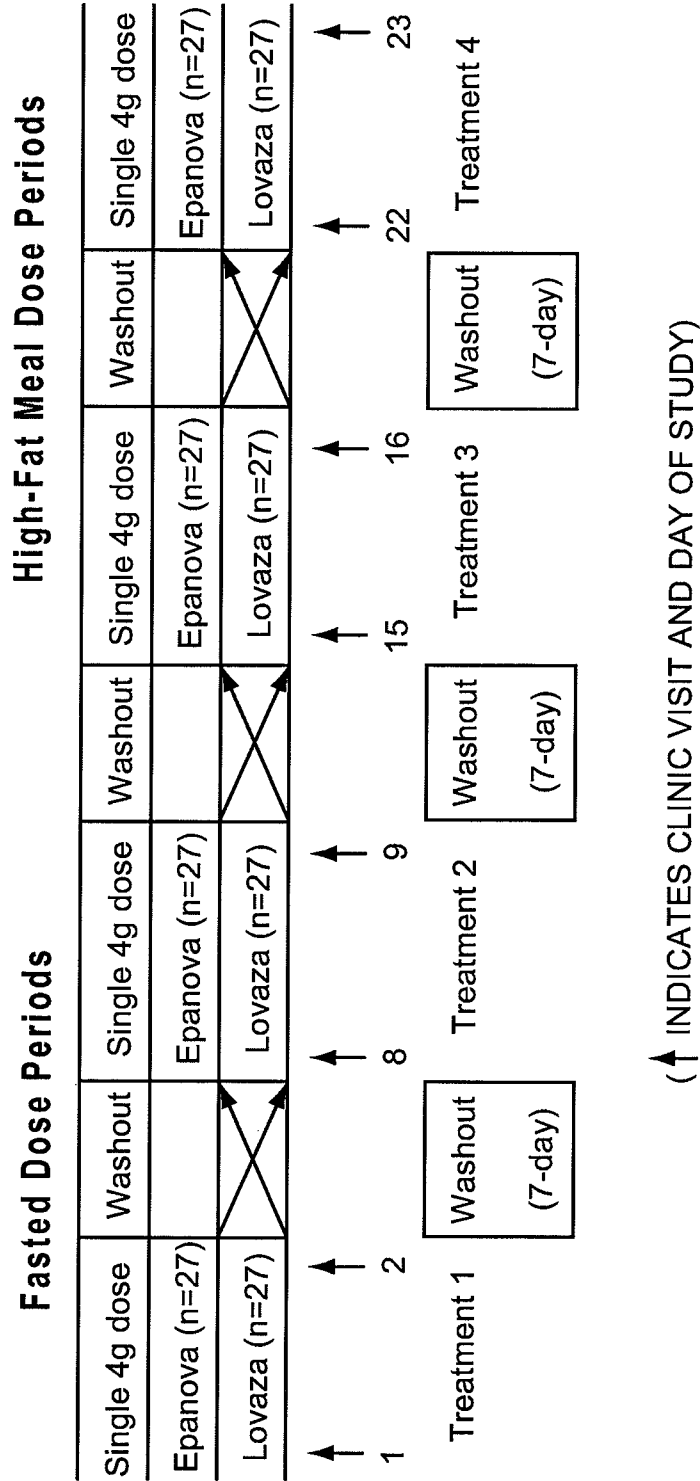 Fasted Dose Periods High-Fat Meal Dose Periods
Single 4g dose Washout Single 4g dose Washout Single 4g dose Washout Single 4g dose
Epanova (n=27) Epanova (n=27) Epanova (n=27) Epanova (n=27)
Lovaza (n=27) Lovaza (n=27) Lovaza (n=27) Lovaza (n=27)
1 2 8 9 15 16 22 23
Treatment 1 Washout Treatment 2 Washout Treatment 3 Washout Treatment 4
(7-day) (7-day) (7-day)
(↑ INDICATES CLINIC VISIT AND DAY OF STUDY)